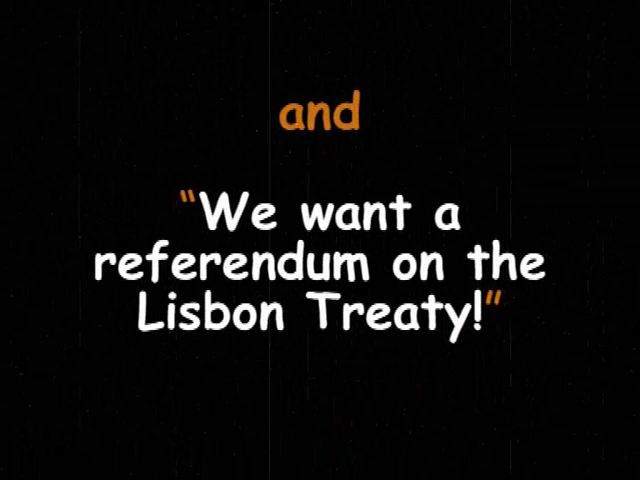 and
"We want a
referendum on the
Lisbon Treaty!"